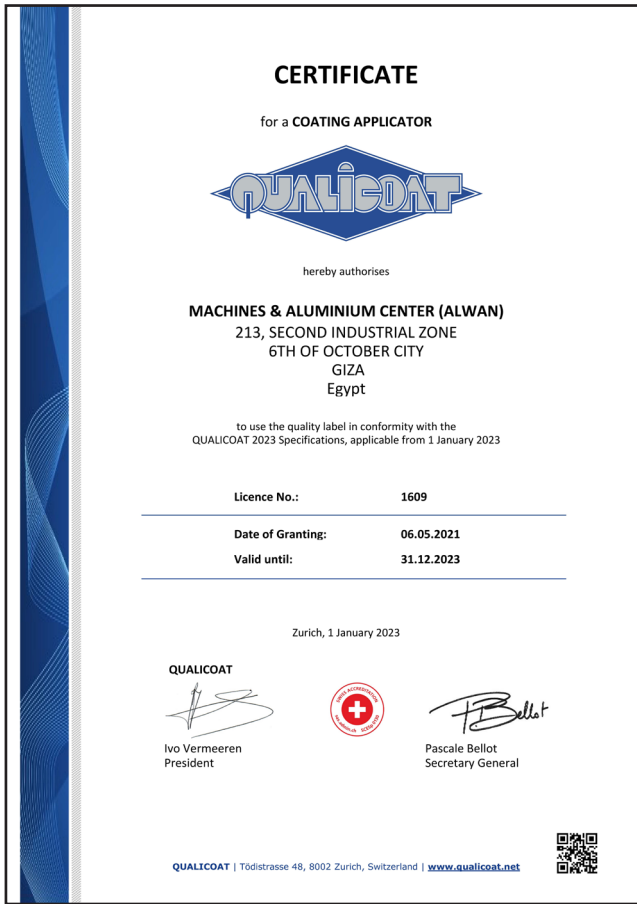 CERTIFICATE
for a COATING APPLICATOR
QUALICOAT
hereby authorises
MACHINES & ALUMINIUM CENTER (ALWAN)
213, SECOND INDUSTRIAL ZONE
6TH OF OCTOBER CITY
GIZA
Egypt
to use the quality label in conformity with the
QUALICOAT 2023 Specifications, applicable from 1 January 2023
Licence No.: 1609
Date of Granting: 06.05.2021
Valid until: 31.12.2023
Zurich, 1 January 2023
QUALICOAT
SWISS ACCREDITATION
Bellot
Ivo Vermeeren
President
Pascale Bellot
Secretary General
QUALICOAT | Tödistrasse 48, 8002 Zurich, Switzerland | www.qualicoat.net